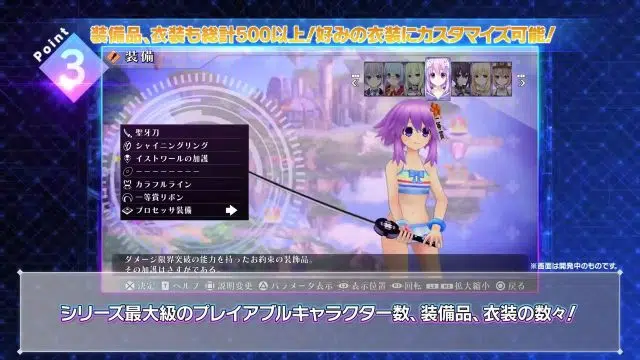 Point
3
装備品、衣装も総計500以上!好みの衣装にカスタマイズ可能!
装備
聖牙刀
シャイニングリング
イストワールの加護
--------
カラフルライン
一等賞リボン
プロセッサ装備
ダメージ限界突破の能力を持ったお約束の装飾品。
その加護はさすがである。
※画面は開発中のものです。
決定 ヘルプ 説明変更 パラメータ表示 表示位置 回転 拡大縮小 戻る
シリーズ最大級のプレイアブルキャラクター数、装備品、衣装の数々!